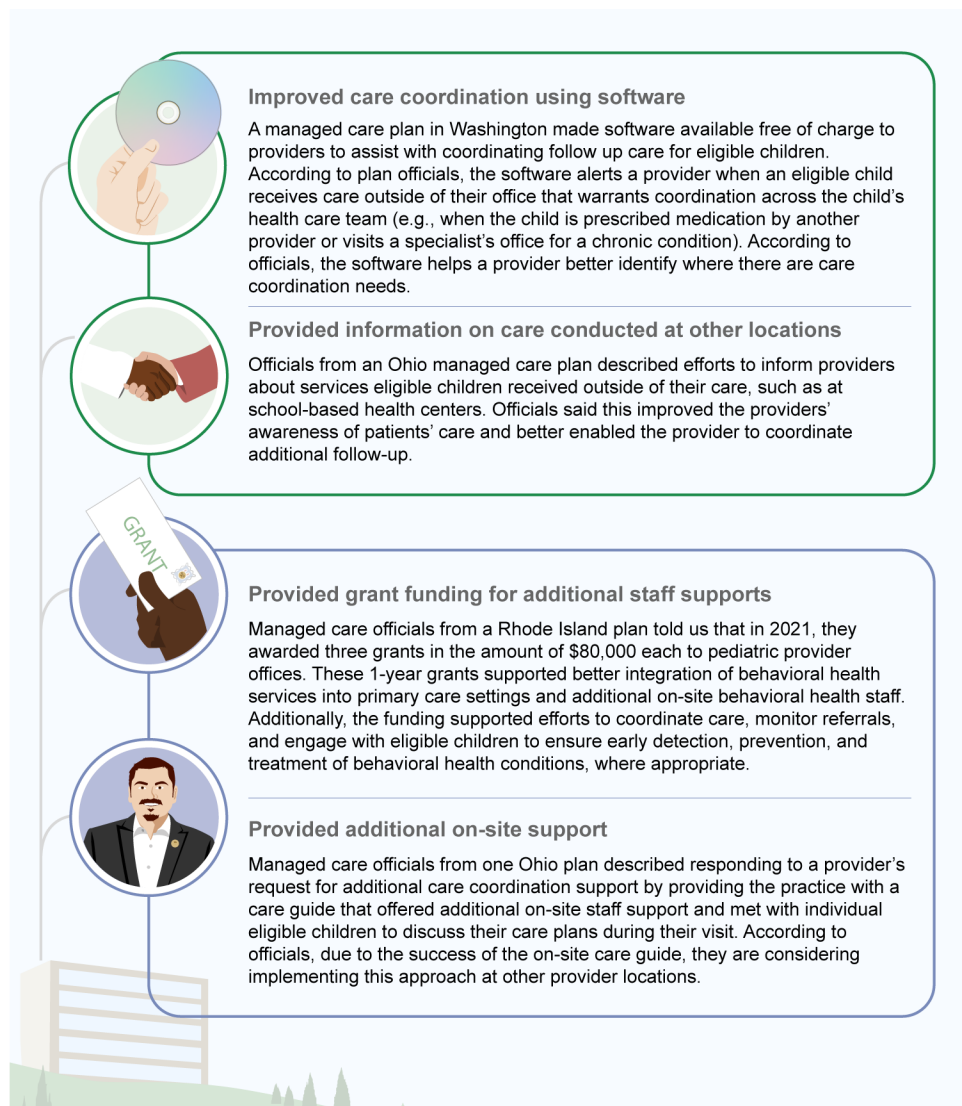 Improved care coordination using software
A managed care plan in Washington made software available free of charge to
providers to assist with coordinating follow up care for eligible children.
According to plan officials, the software alerts a provider when an eligible child
receives care outside of their office that warrants coordination across the child’s
health care team (e.g., when the child is prescribed medication by another
provider or visits a specialist’s office for a chronic condition). According to
officials, the software helps a provider better identify where there are care
coordination needs.
Provided information on care conducted at other locations
Officials from an Ohio managed care plan described efforts to inform providers
about services eligible children received outside of their care, such as at
school-based health centers. Officials said this improved the providers’
awareness of patients’ care and better enabled the provider to coordinate
additional follow-up.
GRANT
Provided grant funding for additional staff supports
Managed care officials from a Rhode Island plan told us that in 2021, they
awarded three grants in the amount of $80,000 each to pediatric provider
offices. These 1-year grants supported better integration of behavioral health
services into primary care settings and additional on-site behavioral health staff.
Additionally, the funding supported efforts to coordinate care, monitor referrals,
and engage with eligible children to ensure early detection, prevention, and
treatment of behavioral health conditions, where appropriate.
Provided additional on-site support
Managed care officials from one Ohio plan described responding to a provider’s
request for additional care coordination support by providing the practice with a
care guide that offered additional on-site staff support and met with individual
eligible children to discuss their care plans during their visit. According to
officials, due to the success of the on-site care guide, they are considering
implementing this approach at other provider locations.